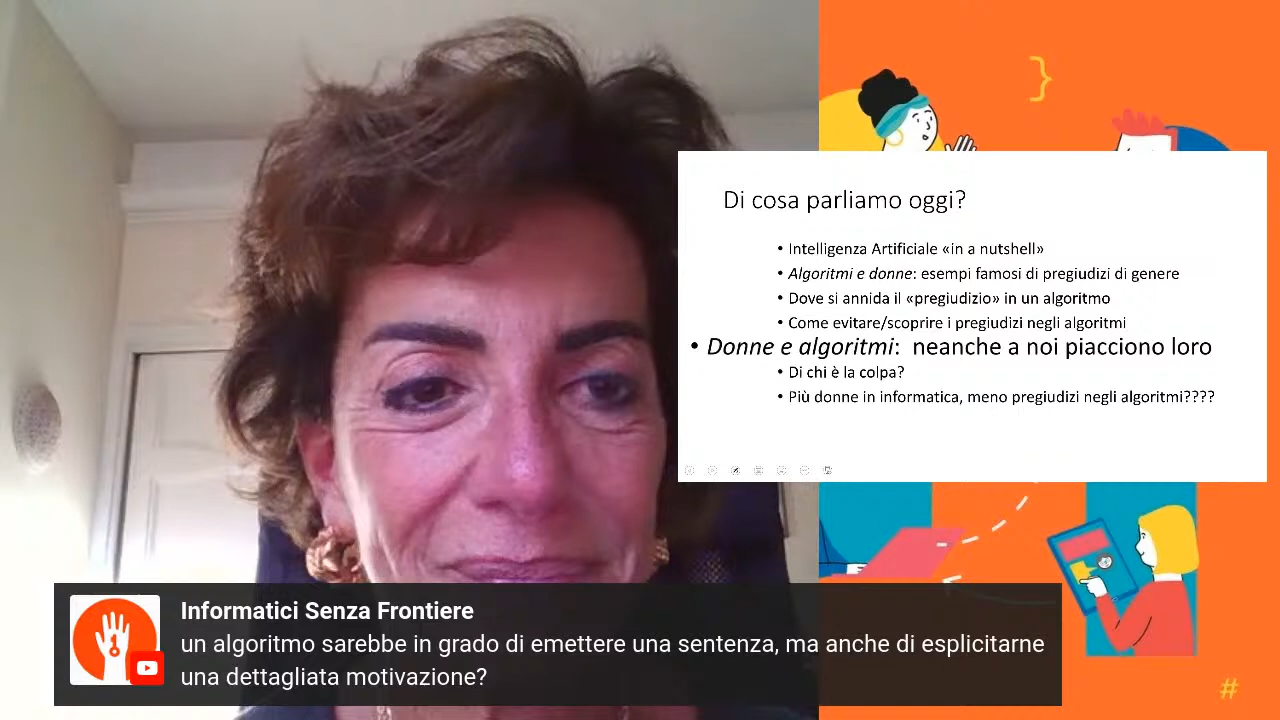 }
Di cosa parliamo oggi?
• Intelligenza Artificiale «in a nutshell»
• Algoritmi e donne: esempi famosi di pregiudizi di genere
• Dove si annida il «pregiudizio» in un algoritmo
• Come evitare/scoprire i pregiudizi negli algoritmi
• Donne e algoritmi: neanche a noi piacciono loro
• Di chi è la colpa?
• Più donne in informatica, meno pregiudizi negli algoritmi????
Informatici Senza Frontiere
un algoritmo sarebbe in grado di emettere una sentenza, ma anche di esplicitarne
una dettagliata motivazione?
#